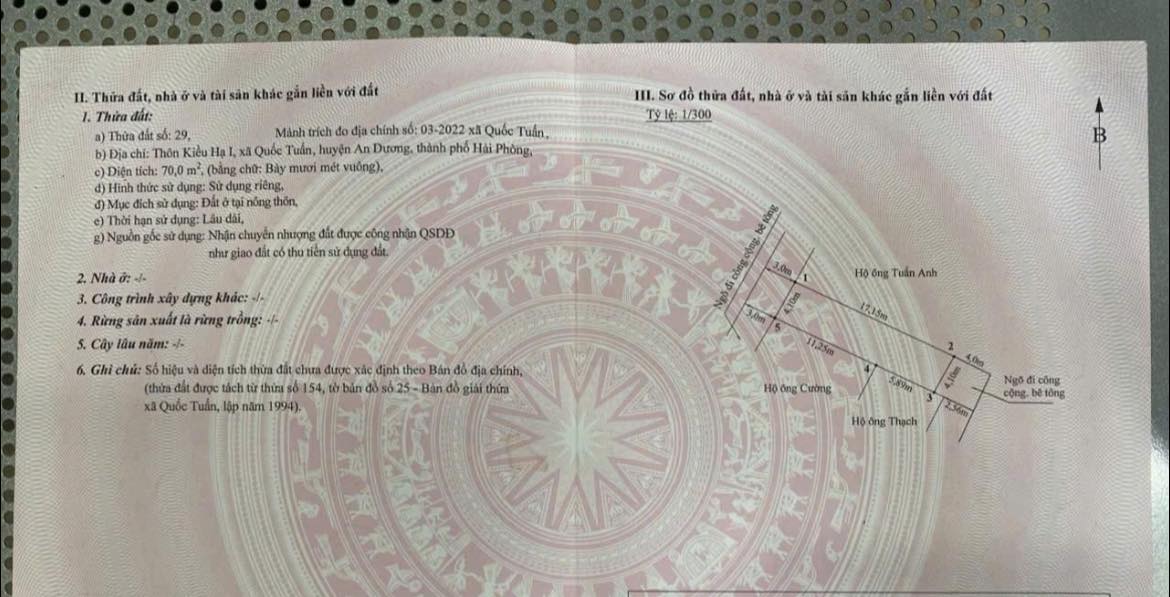 II. Thửa đất, nhà ở và tài sản khác gắn liền với đất
1. Thửa đất:
a) Thửa đất số: 29, Mảnh trích đo địa chính số: 03-2022 xã Quốc Tuấn,
b) Địa chỉ: Thôn Kiều Hạ I, xã Quốc Tuấn, huyện An Dương, thành phố Hải Phòng,
c) Diện tích: 70,0 m², (bằng chữ: Bảy mươi mét vuông),
d) Hình thức sử dụng: Sử dụng riêng,
đ) Mục đích sử dụng: Đất ở tại nông thôn,
e) Thời hạn sử dụng: Lâu dài,
g) Nguồn gốc sử dụng: Nhận chuyển nhượng đất được công nhận QSDĐ
như giao đất có thu tiền sử dụng đất.
2. Nhà ở: -/-
3. Công trình xây dựng khác: -/-
4. Rừng sản xuất là rừng trồng: -/-
5. Cây lâu năm: -/-
6. Ghi chú: Số hiệu và diện tích thửa đất chưa được xác định theo Bản đồ địa chính,
(thửa đất được tách từ thửa số 154, tờ bản đồ số 25 - Bản đồ giải thửa
xã Quốc Tuấn, lập năm 1994).
III. Sơ đồ thửa đất, nhà ở và tài sản khác gắn liền với đất
Tỷ lệ: 1/300
B
Ngõ đi công cộng, bê tông
3,0m
1
Hộ ông Tuấn Anh
4,10m
17,15m
3,0m
5
11,25m
2
4,0m
4
5,89m
4,10m
Ngõ đi công
cộng, bê tông
Hộ ông Cường
3
2,56m
Hộ ông Thạch